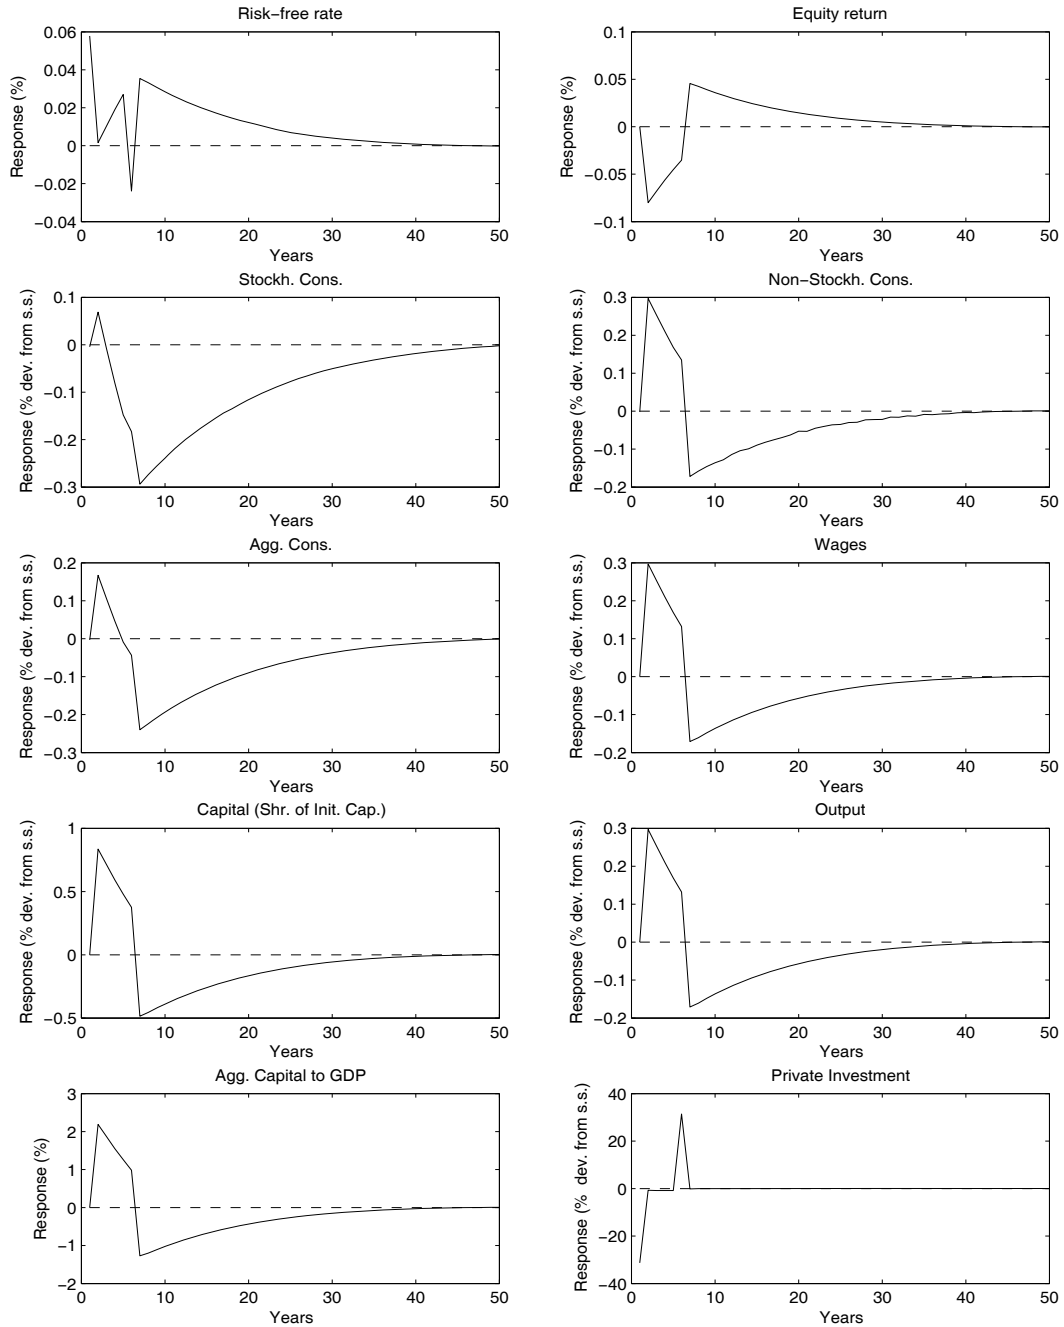 Risk−free rate
Response (%)
0.06
0.04
0.02
0
−0.02
−0.04
0 10 20 30 40 50
Years
Equity return
Response (%)
0.1
0.05
0
−0.05
−0.1
0 10 20 30 40 50
Years
Stockh. Cons.
Response (% dev. from s.s.)
0.1
0
−0.1
−0.2
−0.3
0 10 20 30 40 50
Years
Non−Stockh. Cons.
Response (% dev. from s.s.)
0.3
0.2
0.1
0
−0.1
−0.2
0 10 20 30 40 50
Years
Agg. Cons.
Response (% dev. from s.s.)
0.2
0.1
0
−0.1
−0.2
−0.3
0 10 20 30 40 50
Years
Wages
Response (% dev. from s.s.)
0.3
0.2
0.1
0
−0.1
−0.2
0 10 20 30 40 50
Years
Capital (Shr. of Init. Cap.)
Response (% dev. from s.s.)
1
0.5
0
−0.5
0 10 20 30 40 50
Years
Output
Response (% dev. from s.s.)
0.3
0.2
0.1
0
−0.1
−0.2
0 10 20 30 40 50
Years
Agg. Capital to GDP
Response (%)
3
2
1
0
−1
−2
0 10 20 30 40 50
Years
Private Investment
Response (% dev. from s.s.)
40
20
0
−20
−40
0 10 20 30 40 50
Years